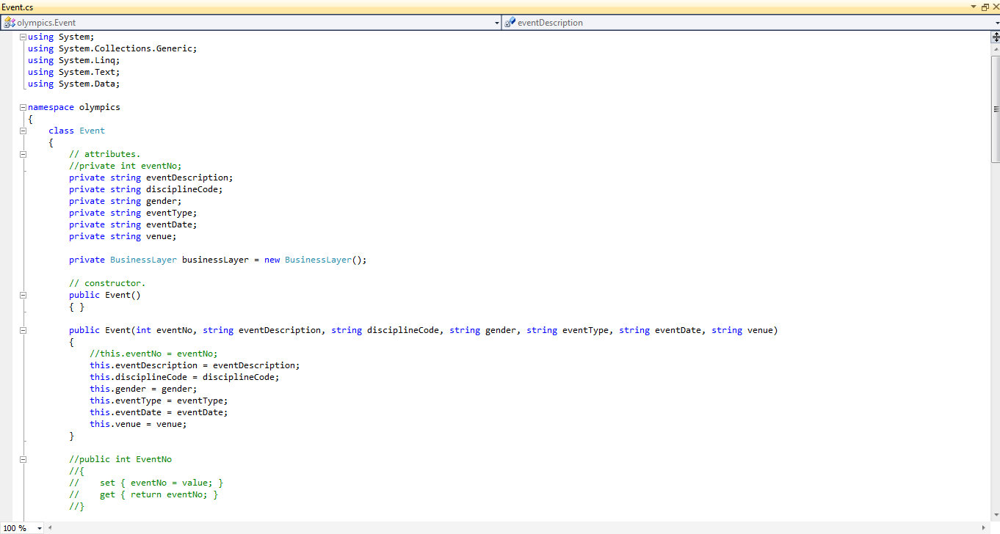 Event.cs
olympics.Event
eventDescription
using System;
using System.Collections.Generic;
using System.Linq;
using System.Text;
using System.Data;
namespace olympics
{
    class Event
    {
        // attributes.
        //private int eventNo;
        private string eventDescription;
        private string disciplineCode;
        private string gender;
        private string eventType;
        private string eventDate;
        private string venue;
        private BusinessLayer businessLayer = new BusinessLayer();
        // constructor.
        public Event()
        { }
        public Event(int eventNo, string eventDescription, string disciplineCode, string gender, string eventType, string eventDate, string venue)
        {
            //this.eventNo = eventNo;
            this.eventDescription = eventDescription;
            this.disciplineCode = disciplineCode;
            this.gender = gender;
            this.eventType = eventType;
            this.eventDate = eventDate;
            this.venue = venue;
        }
        //public int EventNo
        //{
        //    set { eventNo = value; }
        //    get { return eventNo; }
        //}
100 %